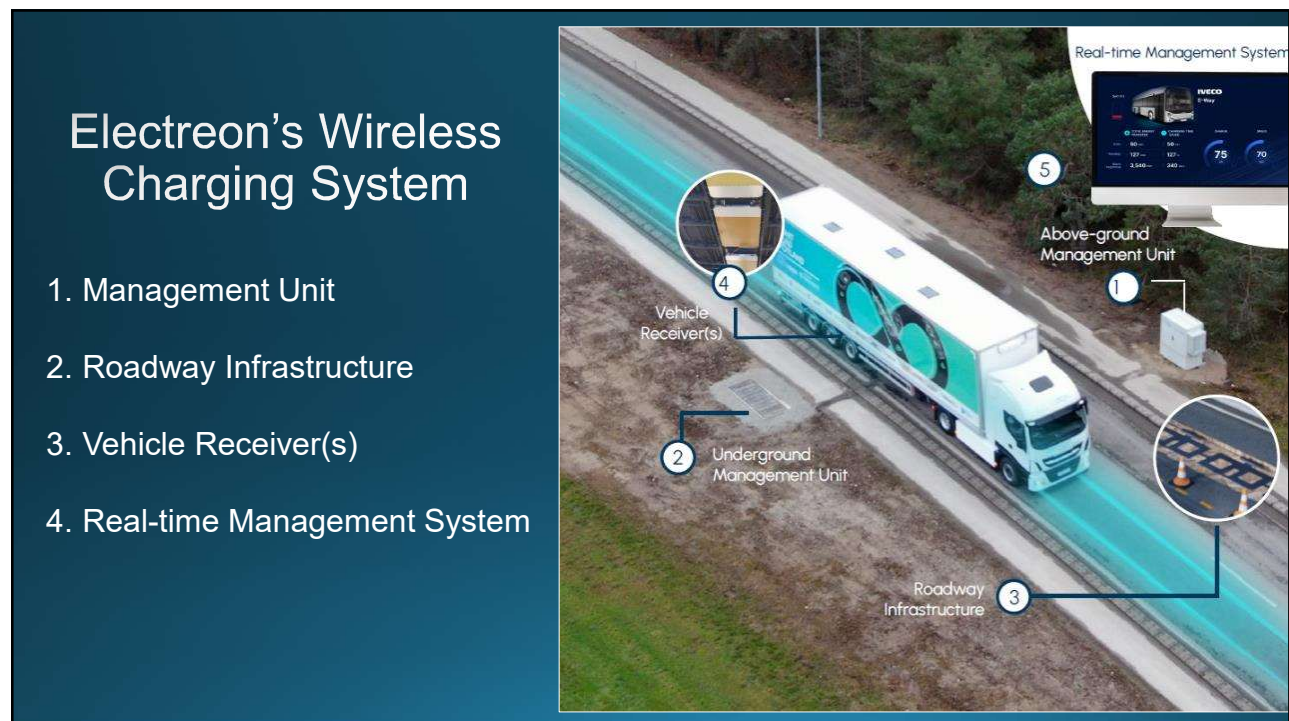 Electreon’s Wireless
Charging System
1. Management Unit
2. Roadway Infrastructure
3. Vehicle Receiver(s)
4. Real-time Management System
Real-time Management System
IVECO
E-Way
75
70
5
Above-ground
Management Unit
1
4
Vehicle
Receiver(s)
2
Underground
Management Unit
Roadway
Infrastructure
3